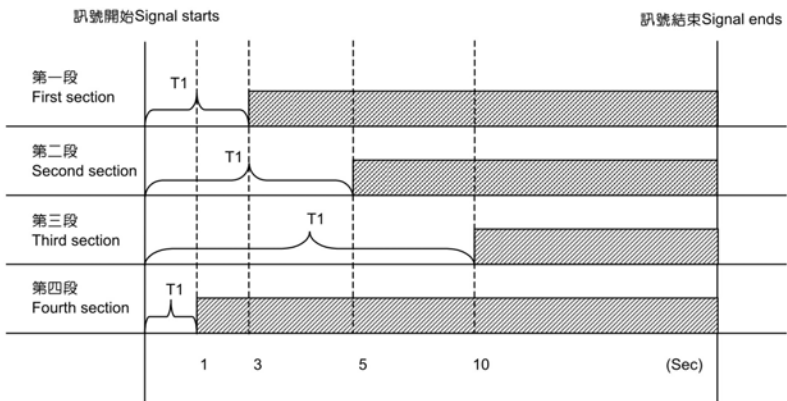 訊號開始Signal starts
訊號結束Signal ends
第一段
First section
T1
第二段
Second section
T1
第三段
Third section
T1
第四段
Fourth section
T1
1 3 5 10 (Sec)